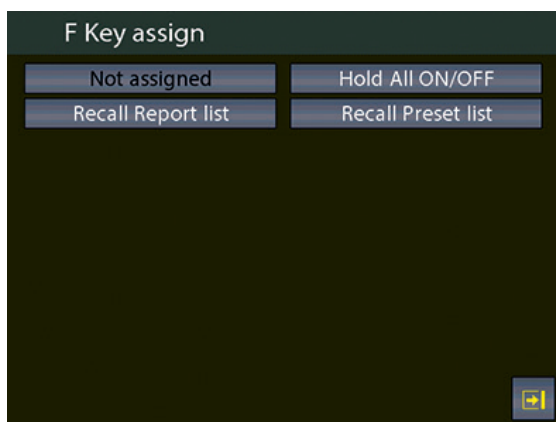 F Key assign
Not assigned
Hold All ON/OFF
Recall Report list
Recall Preset list